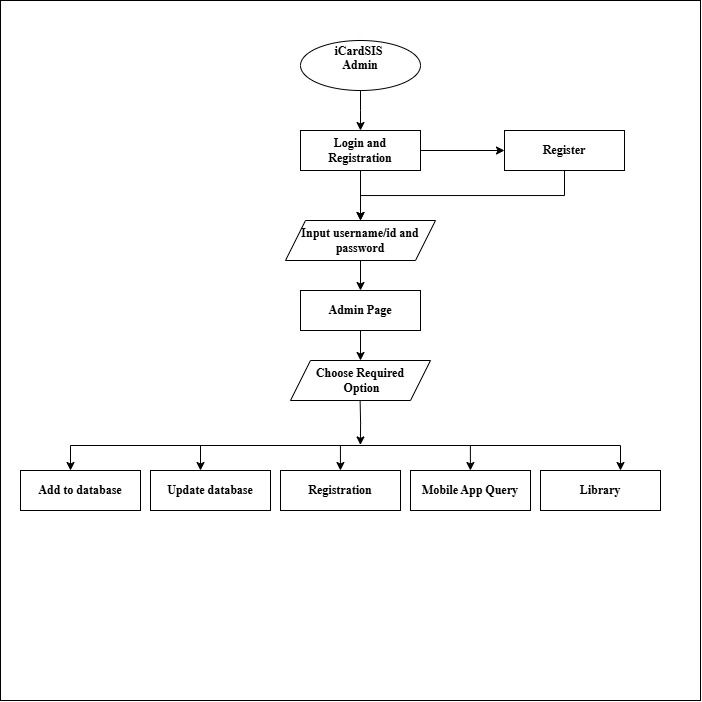 iCardSIS
Admin
Login and
Registration
Register
Input username/id and
password
Admin Page
Choose Required
Option
Add to database
Update database
Registration
Mobile App Query
Library